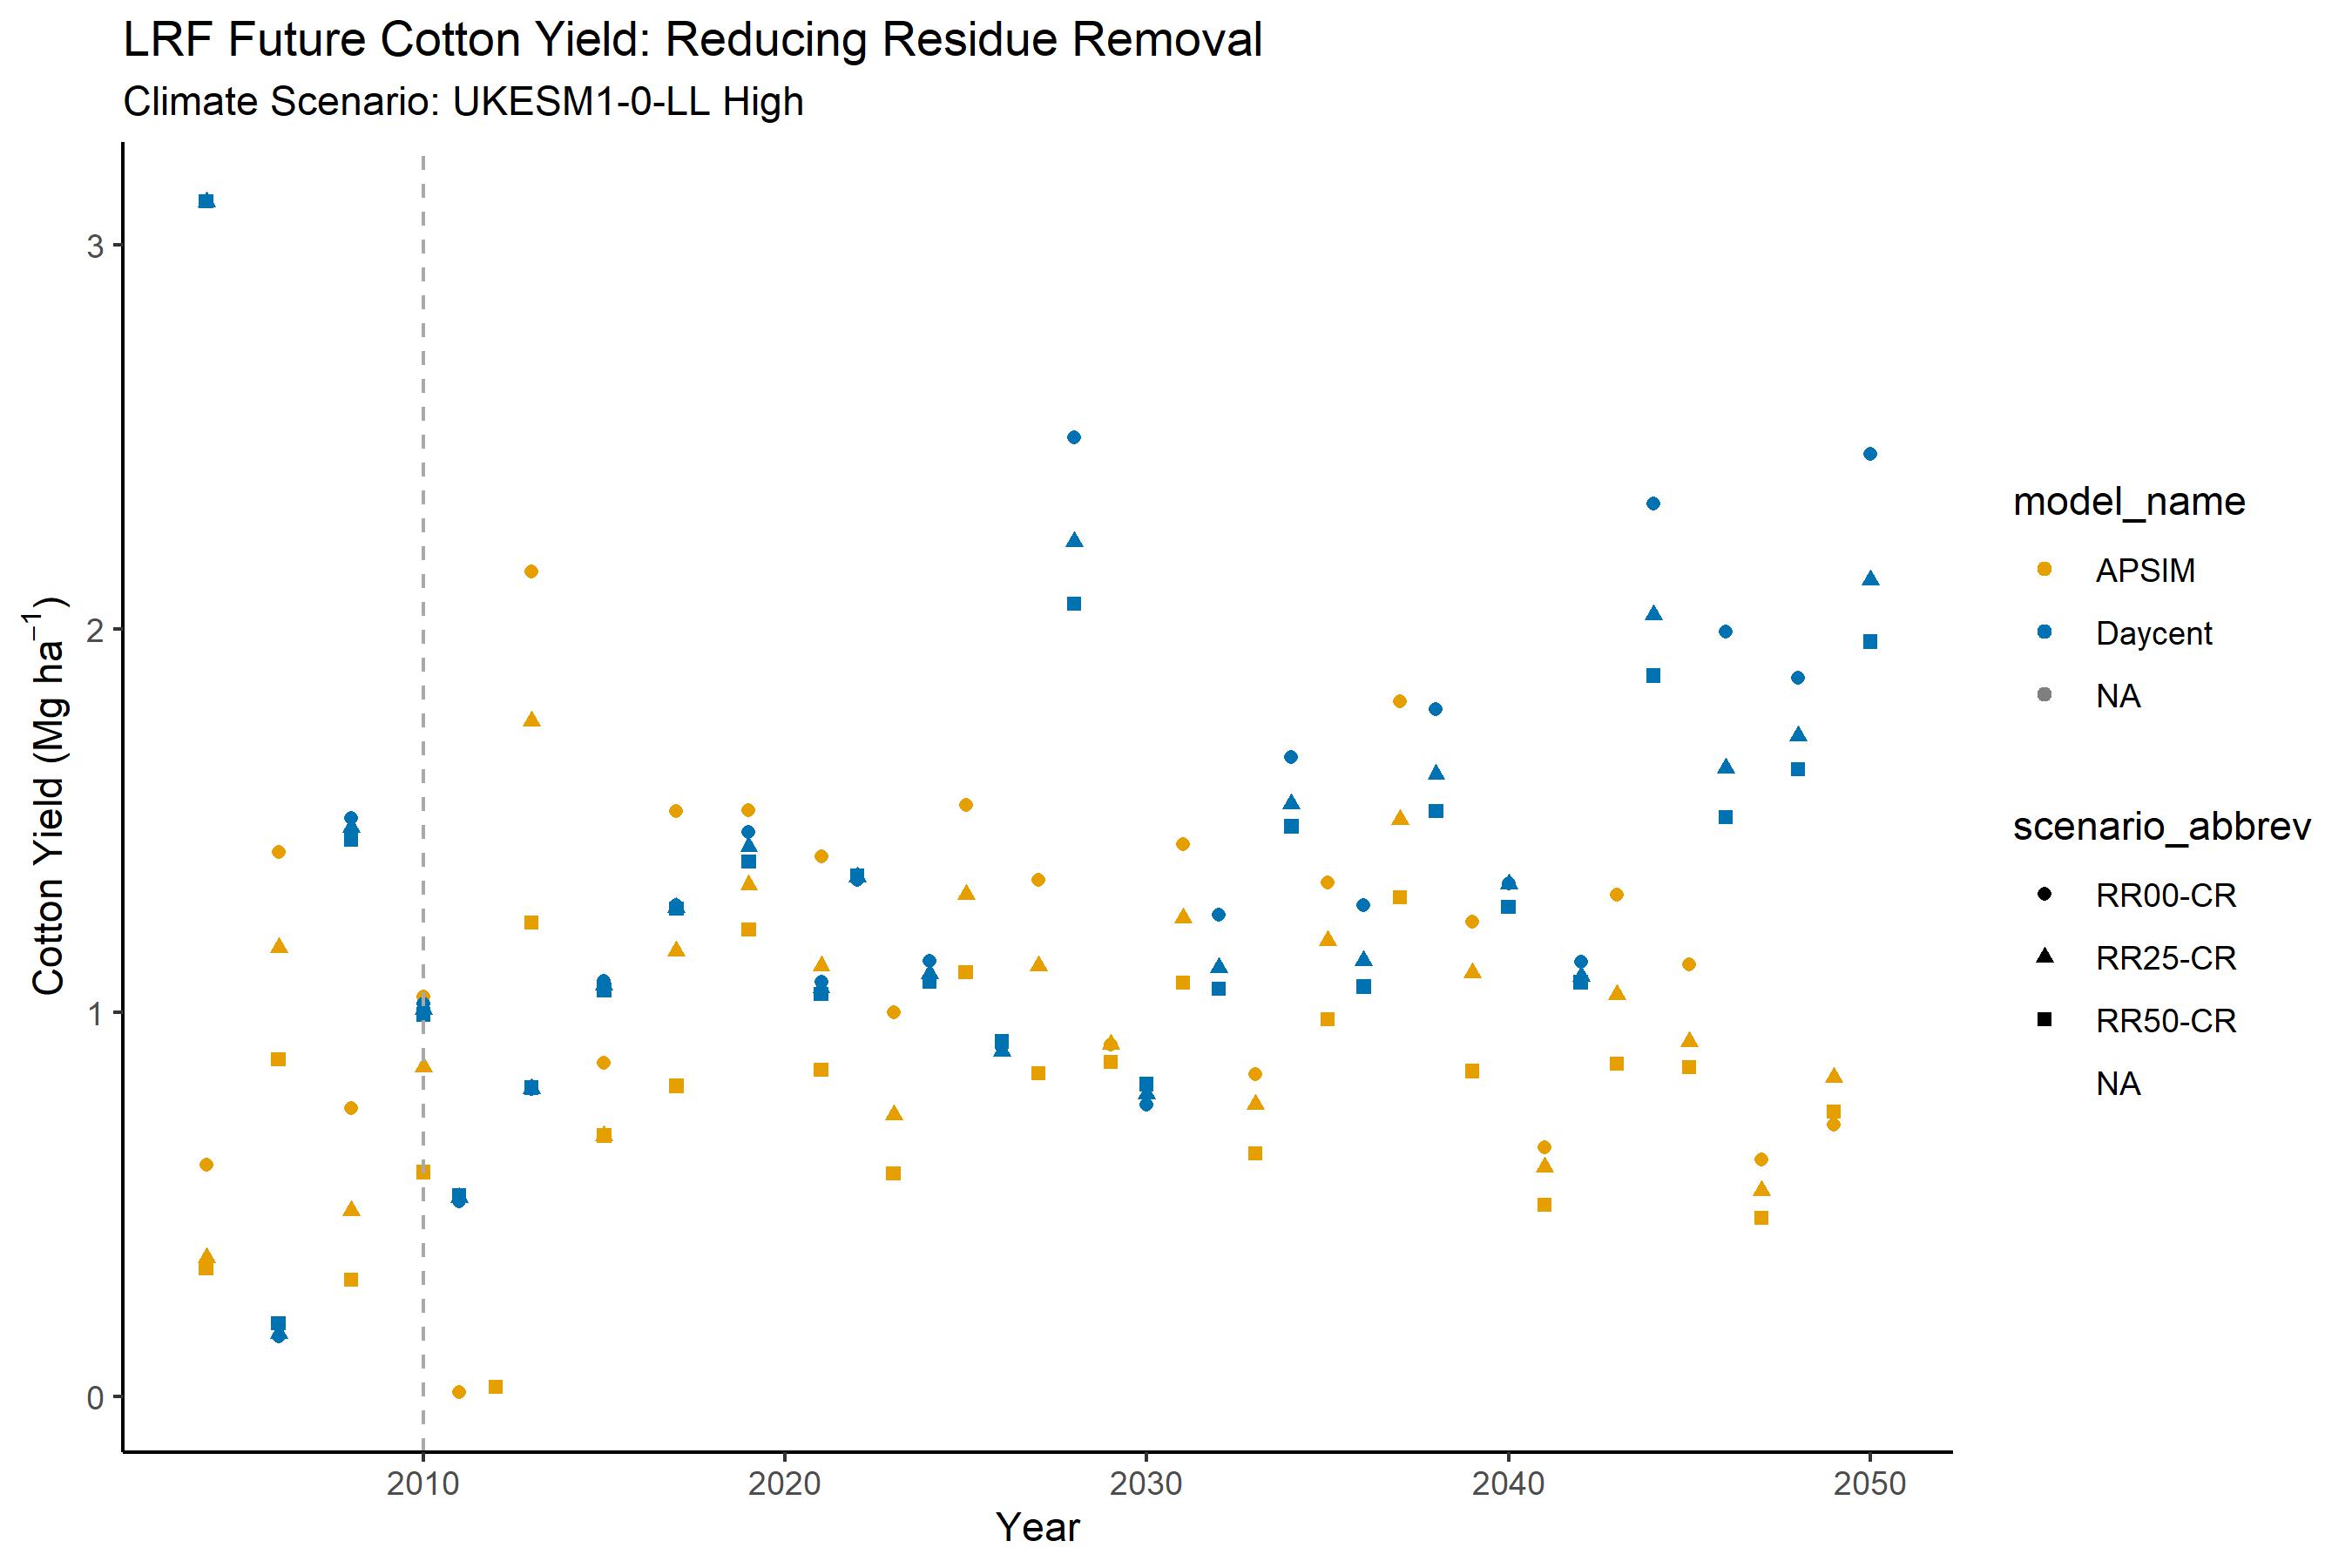 LRF Future Cotton Yield: Reducing Residue Removal
Climate Scenario: UKESM1-0-LL High
Cotton Yield (Mg ha⁻¹)
3
2
1
0
2010 2020 2030 2040 2050
Year
model_name
APSIM
Daycent
NA
scenario_abbrev
RR00-CR
RR25-CR
RR50-CR
NA